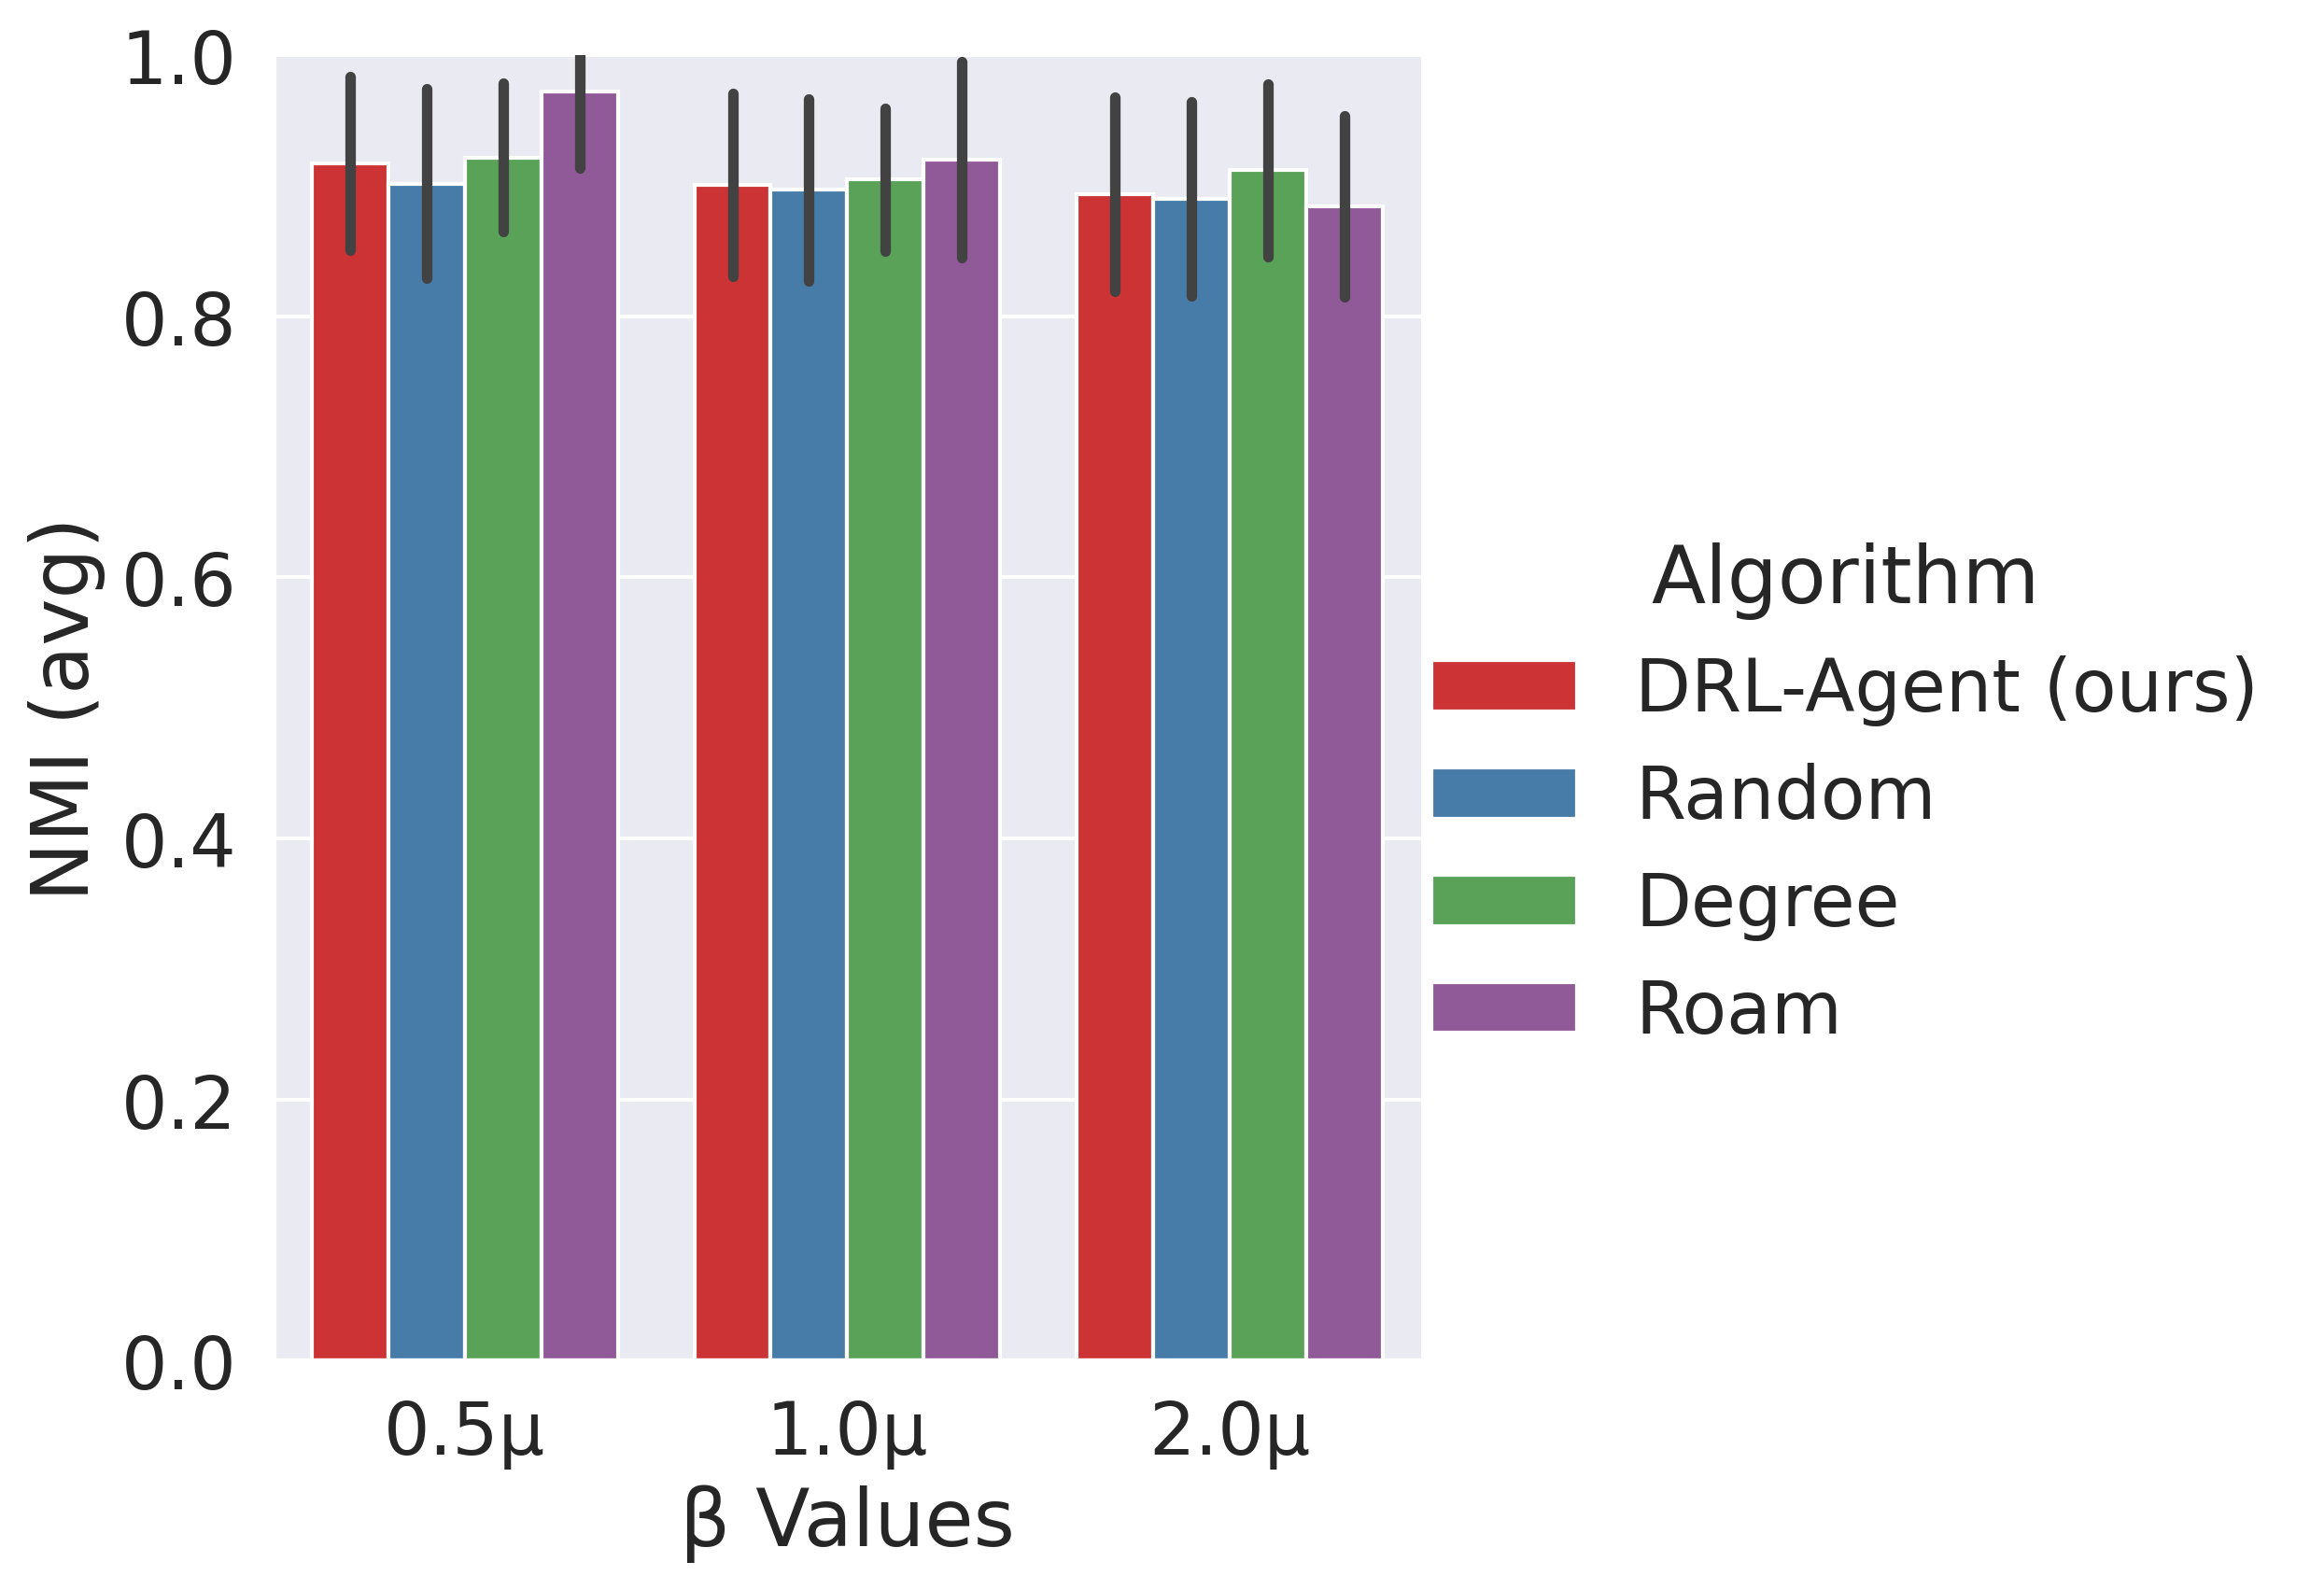 NMI (avg)
1.0
0.8
0.6
0.4
0.2
0.0
0.5μ
1.0μ
2.0μ
β Values
Algorithm
DRL-Agent (ours)
Random
Degree
Roam